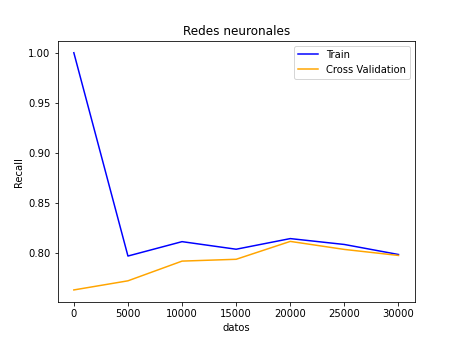 Redes neuronales
Train
Cross Validation
1.00
0.95
0.90
0.85
0.80
Recall
0 5000 10000 15000 20000 25000 30000
datos